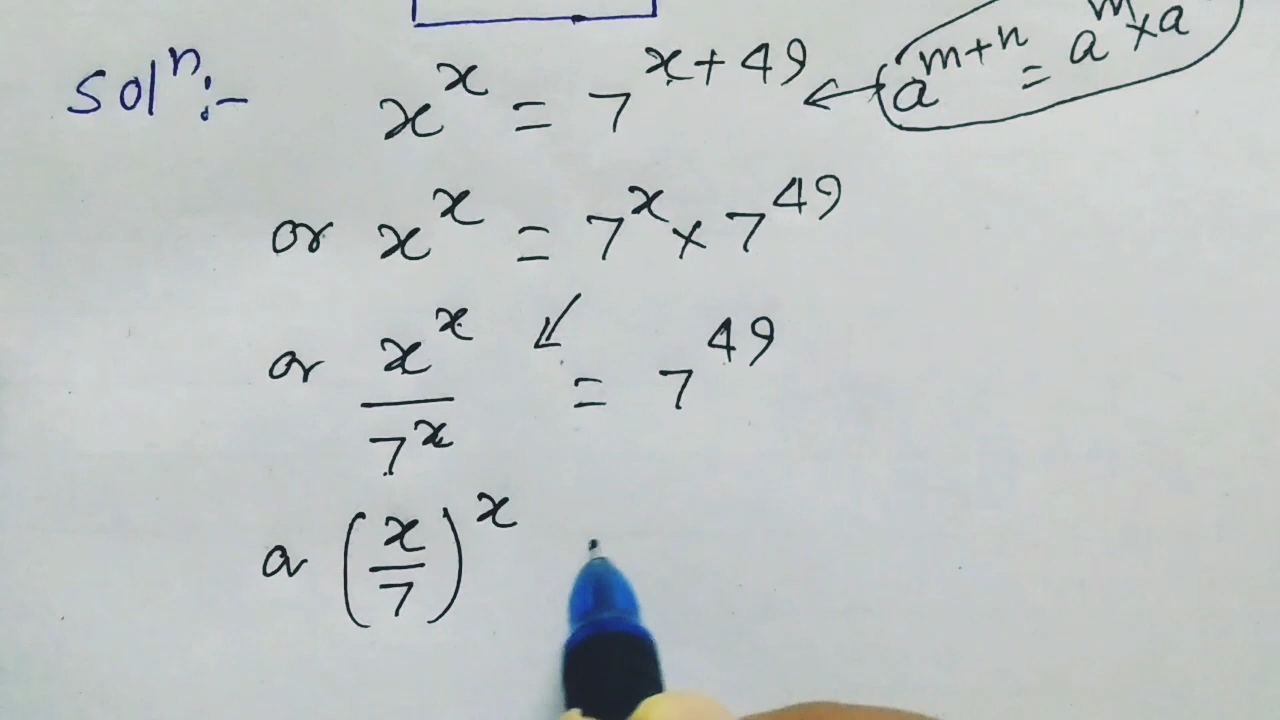 Solⁿ:- x^x = 7^(x+49) ← a^(m+n) = a^m × a
or x^x = 7^x × 7^49
or x^x / 7^x = 7^49
or (x/7)^x